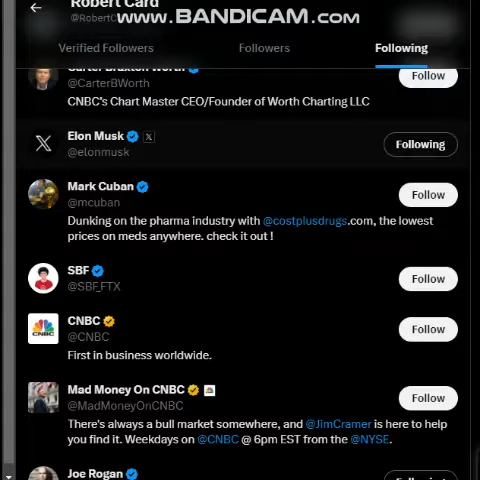 Robert Card
@RobertC
WWW.BANDICAM.COM
Verified Followers
Followers
Following
Carter Braxton Worth
@CarterBWorth
Follow
CNBC's Chart Master CEO/Founder of Worth Charting LLC
Elon Musk
@elonmusk
Following
Mark Cuban
@mcuban
Follow
Dunking on the pharma industry with @costplusdrugs.com, the lowest
prices on meds anywhere. check it out !
SBF
@SBF_FTX
Follow
CNBC
CNBC
@CNBC
Follow
First in business worldwide.
Mad Money On CNBC
@MadMoneyOnCNBC
Follow
There's always a bull market somewhere, and @JimCramer is here to help
you find it. Weekdays on @CNBC @ 6pm EST from the @NYSE.
Joe Rogan
Following